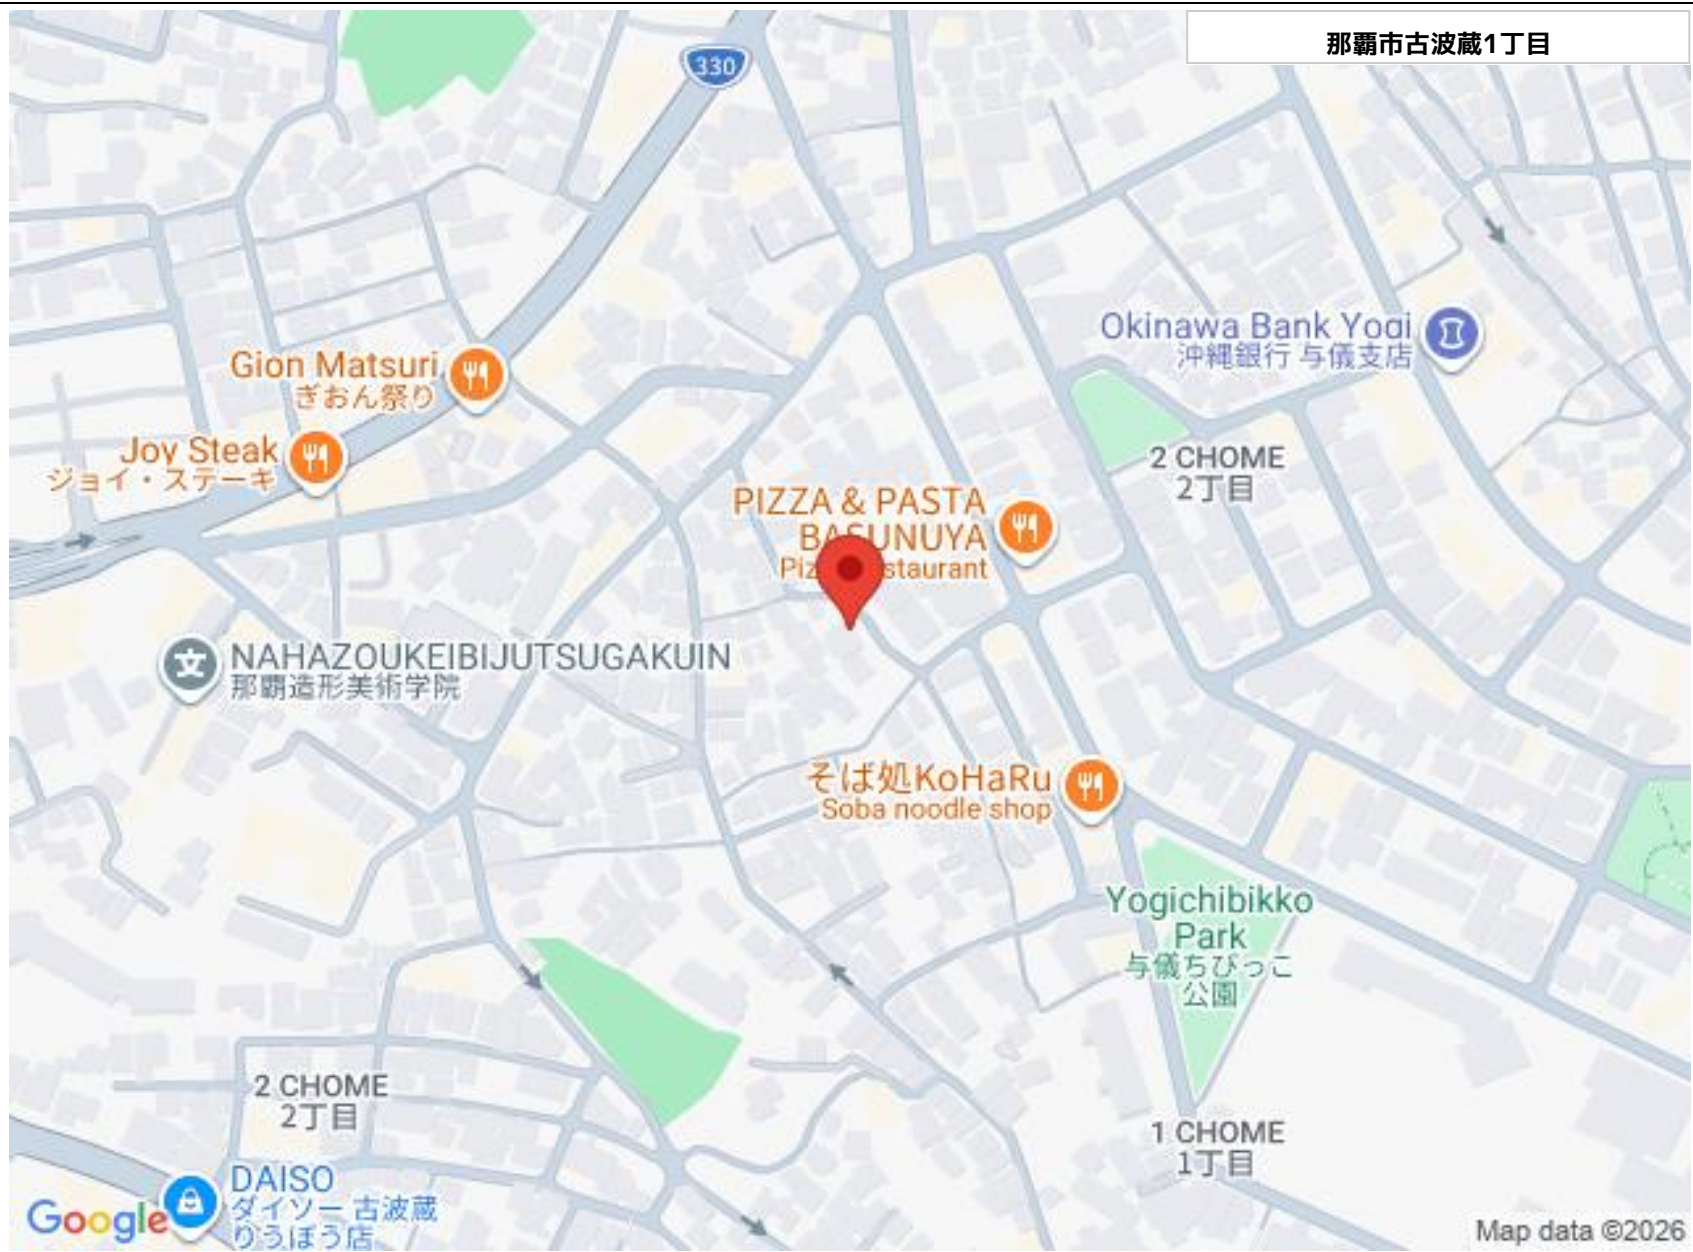 那覇市古波蔵1丁目
330
Okinawa Bank Yogi
沖縄銀行 与儀支店
Gion Matsuri
ぎおん祭り
Joy Steak
ジョイ・ステーキ
2 CHOME
2丁目
PIZZA & PASTA
BASUNUYA
NAHAZOUKEIBIJUTSUGAKUIN
那覇造形美術学院
そば処KoHaRu
Soba noodle shop
Yogichibikko
Park
与儀ちびっこ
公園
2 CHOME
2丁目
1 CHOME
1丁目
DAISO
ダイソー 古波蔵
りうぼう店
Google
Map data ©2026